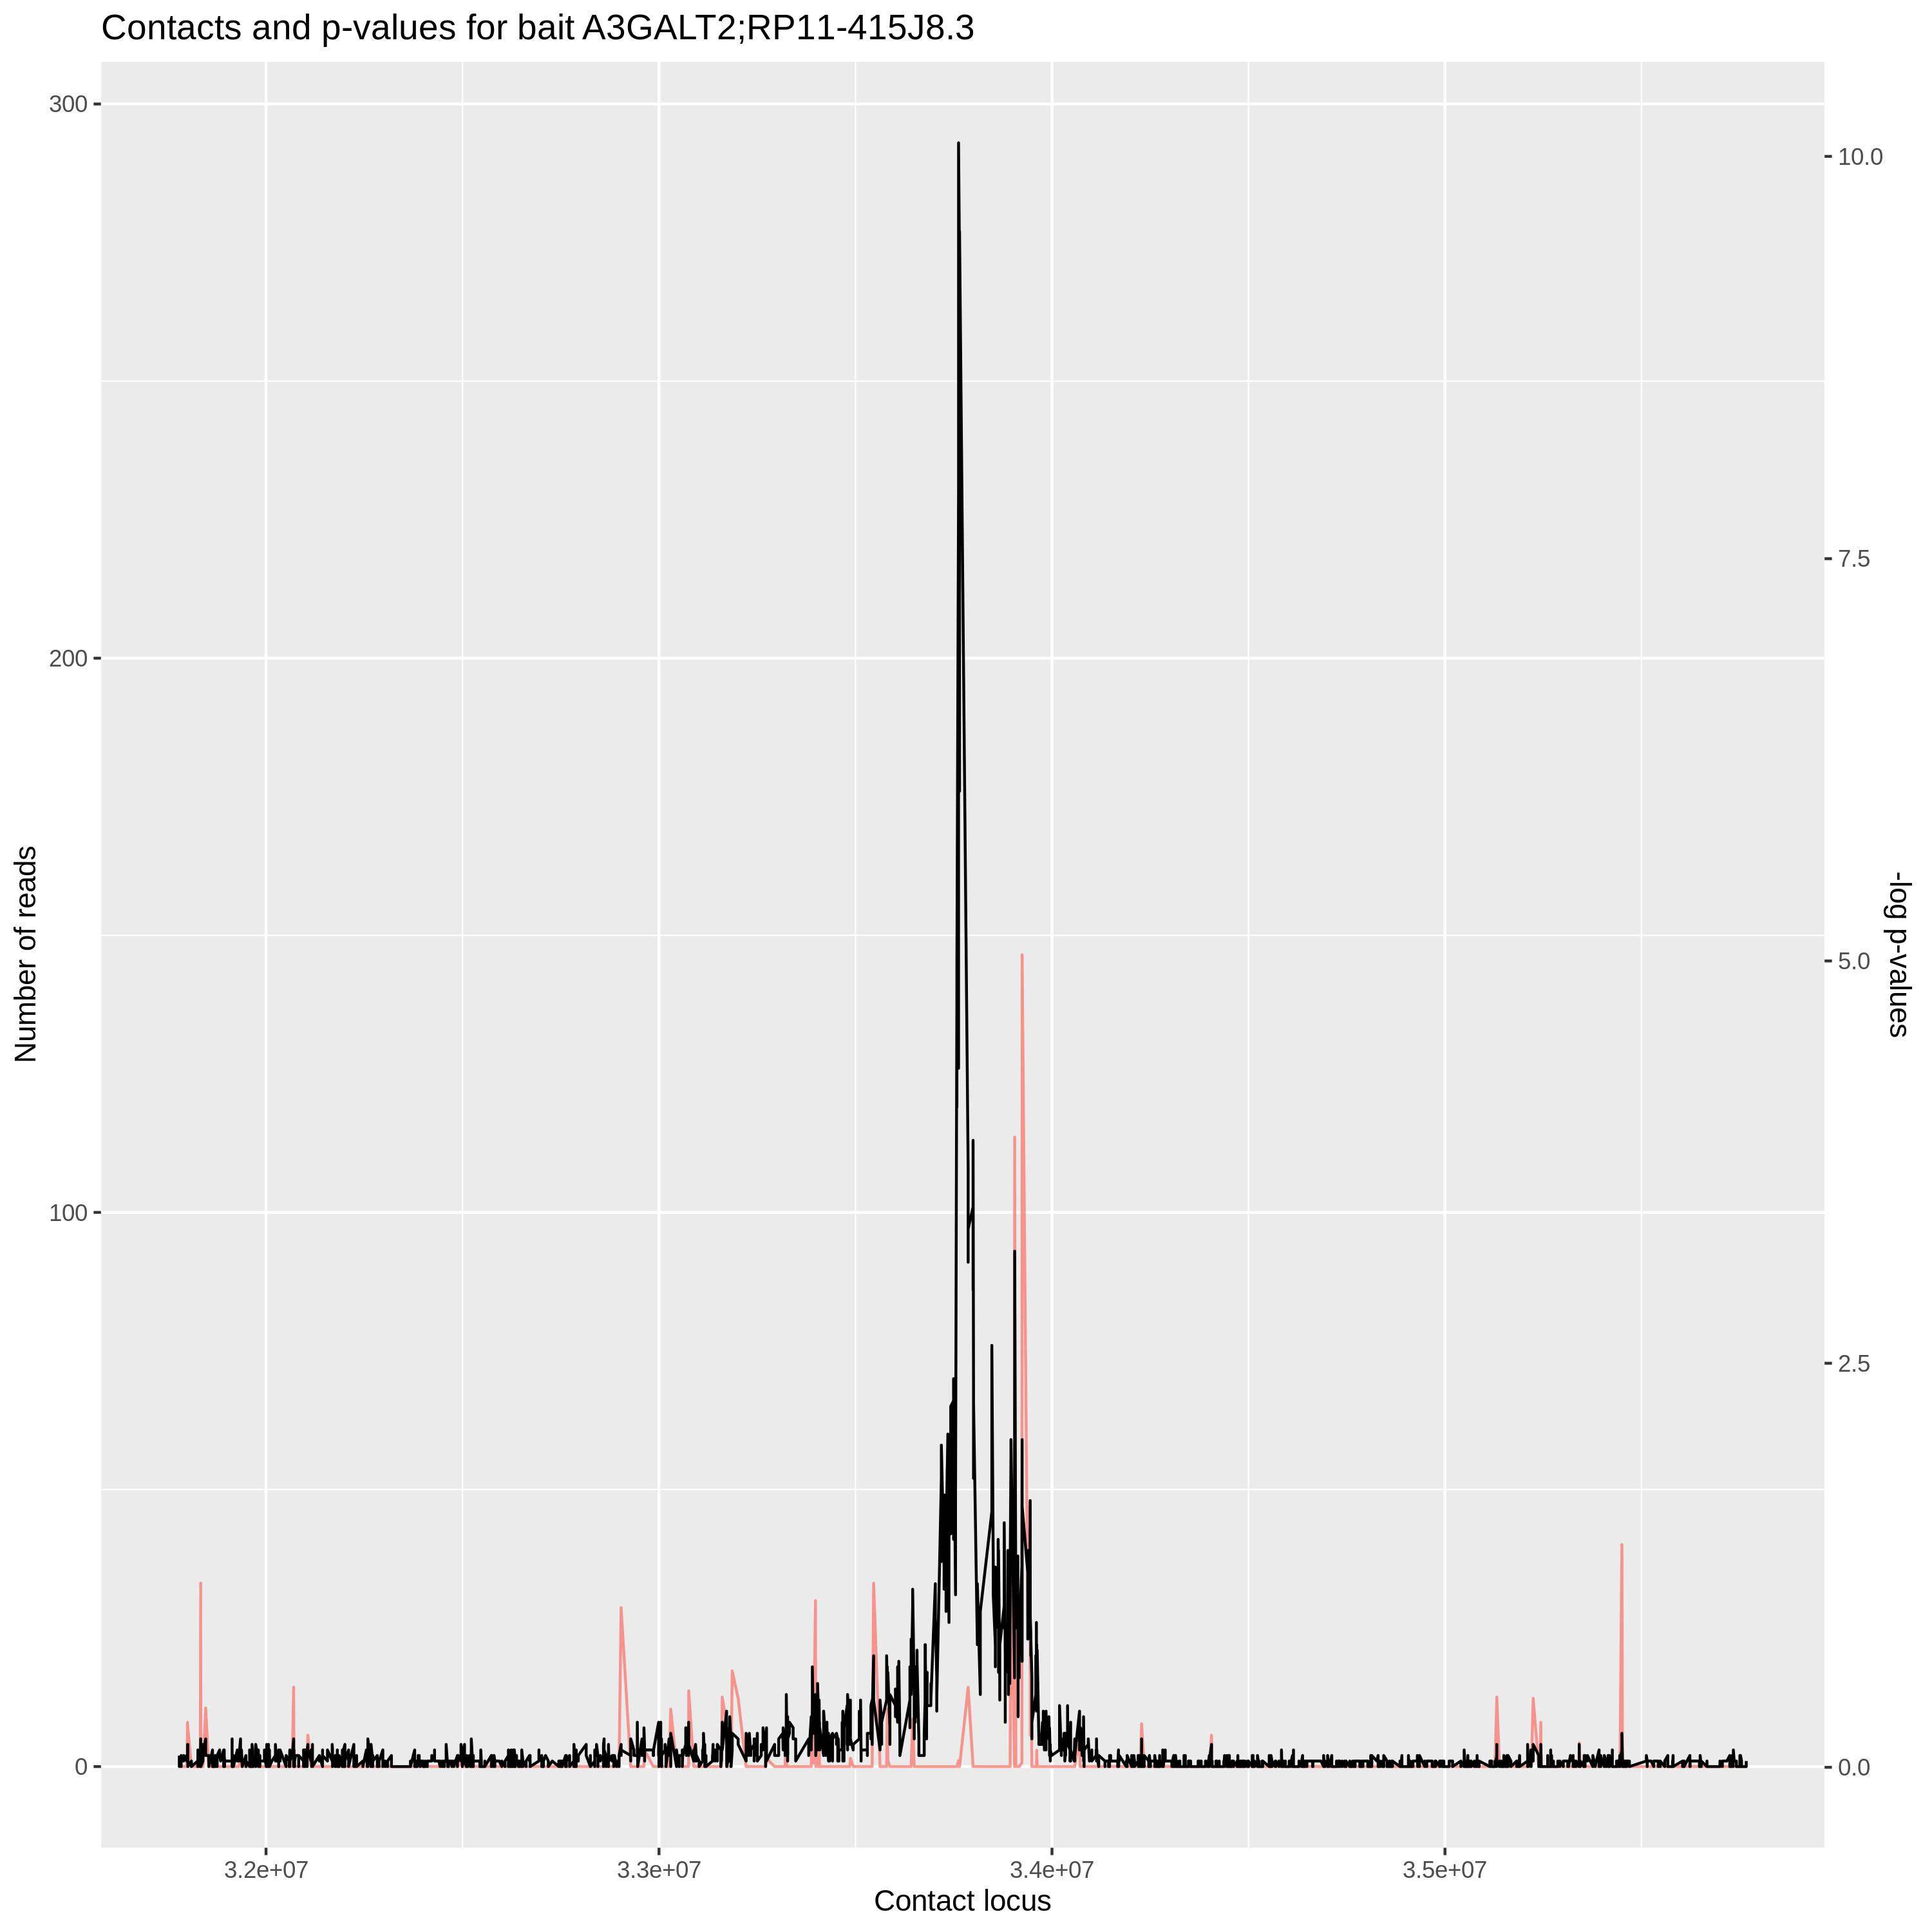 Contacts and p-values for bait A3GALT2;RP11-415J8.3
300
200
100
0
Number of reads
10.0
7.5
5.0
2.5
0.0
-log p-values
3.2e+07
3.3e+07
3.4e+07
3.5e+07
Contact locus